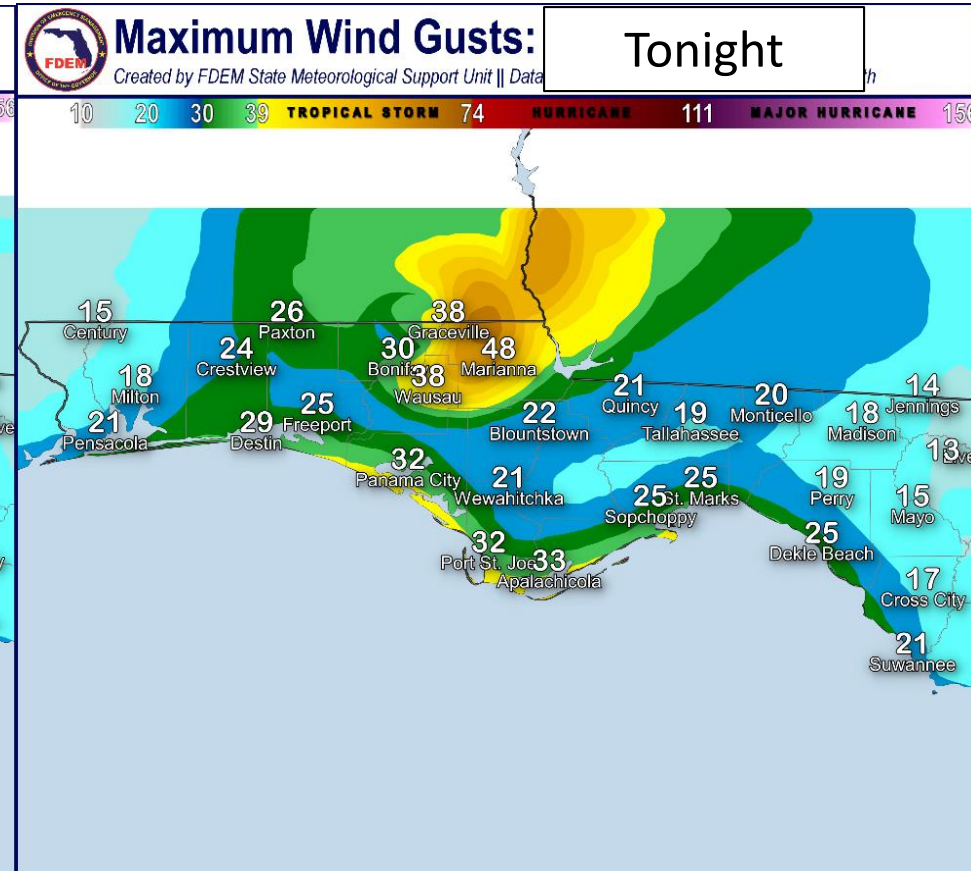 Maximum Wind Gusts:
Tonight
FDEM
Created by FDEM State Meteorological Support Unit || Data
10 20 30 39 TROPICAL STORM 74 HURRICANE 111 MAJOR HURRICANE 156
15
Century
26
Paxton
38
Graceville
24
Crestview
30
48
Marianna
18
Milton
38
Wausau
25
Freeport
21
Pensacola
29
Destin
22
Blountstown
21
Quincy
19
Tallahassee
20
Monticello
18
Madison
14
Jennings
13
32
Panama City
21
Wewahitchka
25
Sopchoppy
25
St. Marks
19
Perry
15
Mayo
32
Port St. Joe
33
Apalachicola
25
Dekle Beach
17
Cross City
21
Suwannee